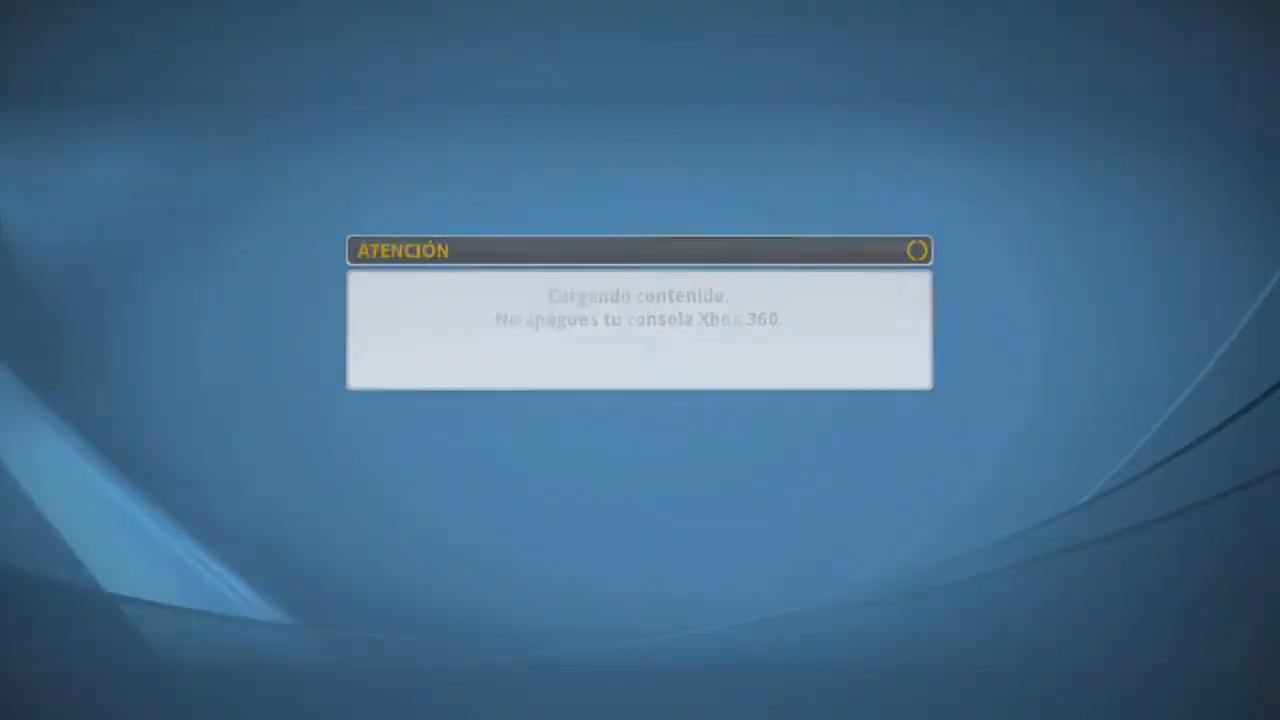 ATENCIÓN
Cargando contenido.
No apagues tu consola Xbox 360.